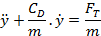 ÿ + C_D/m . ẏ = F_T/m